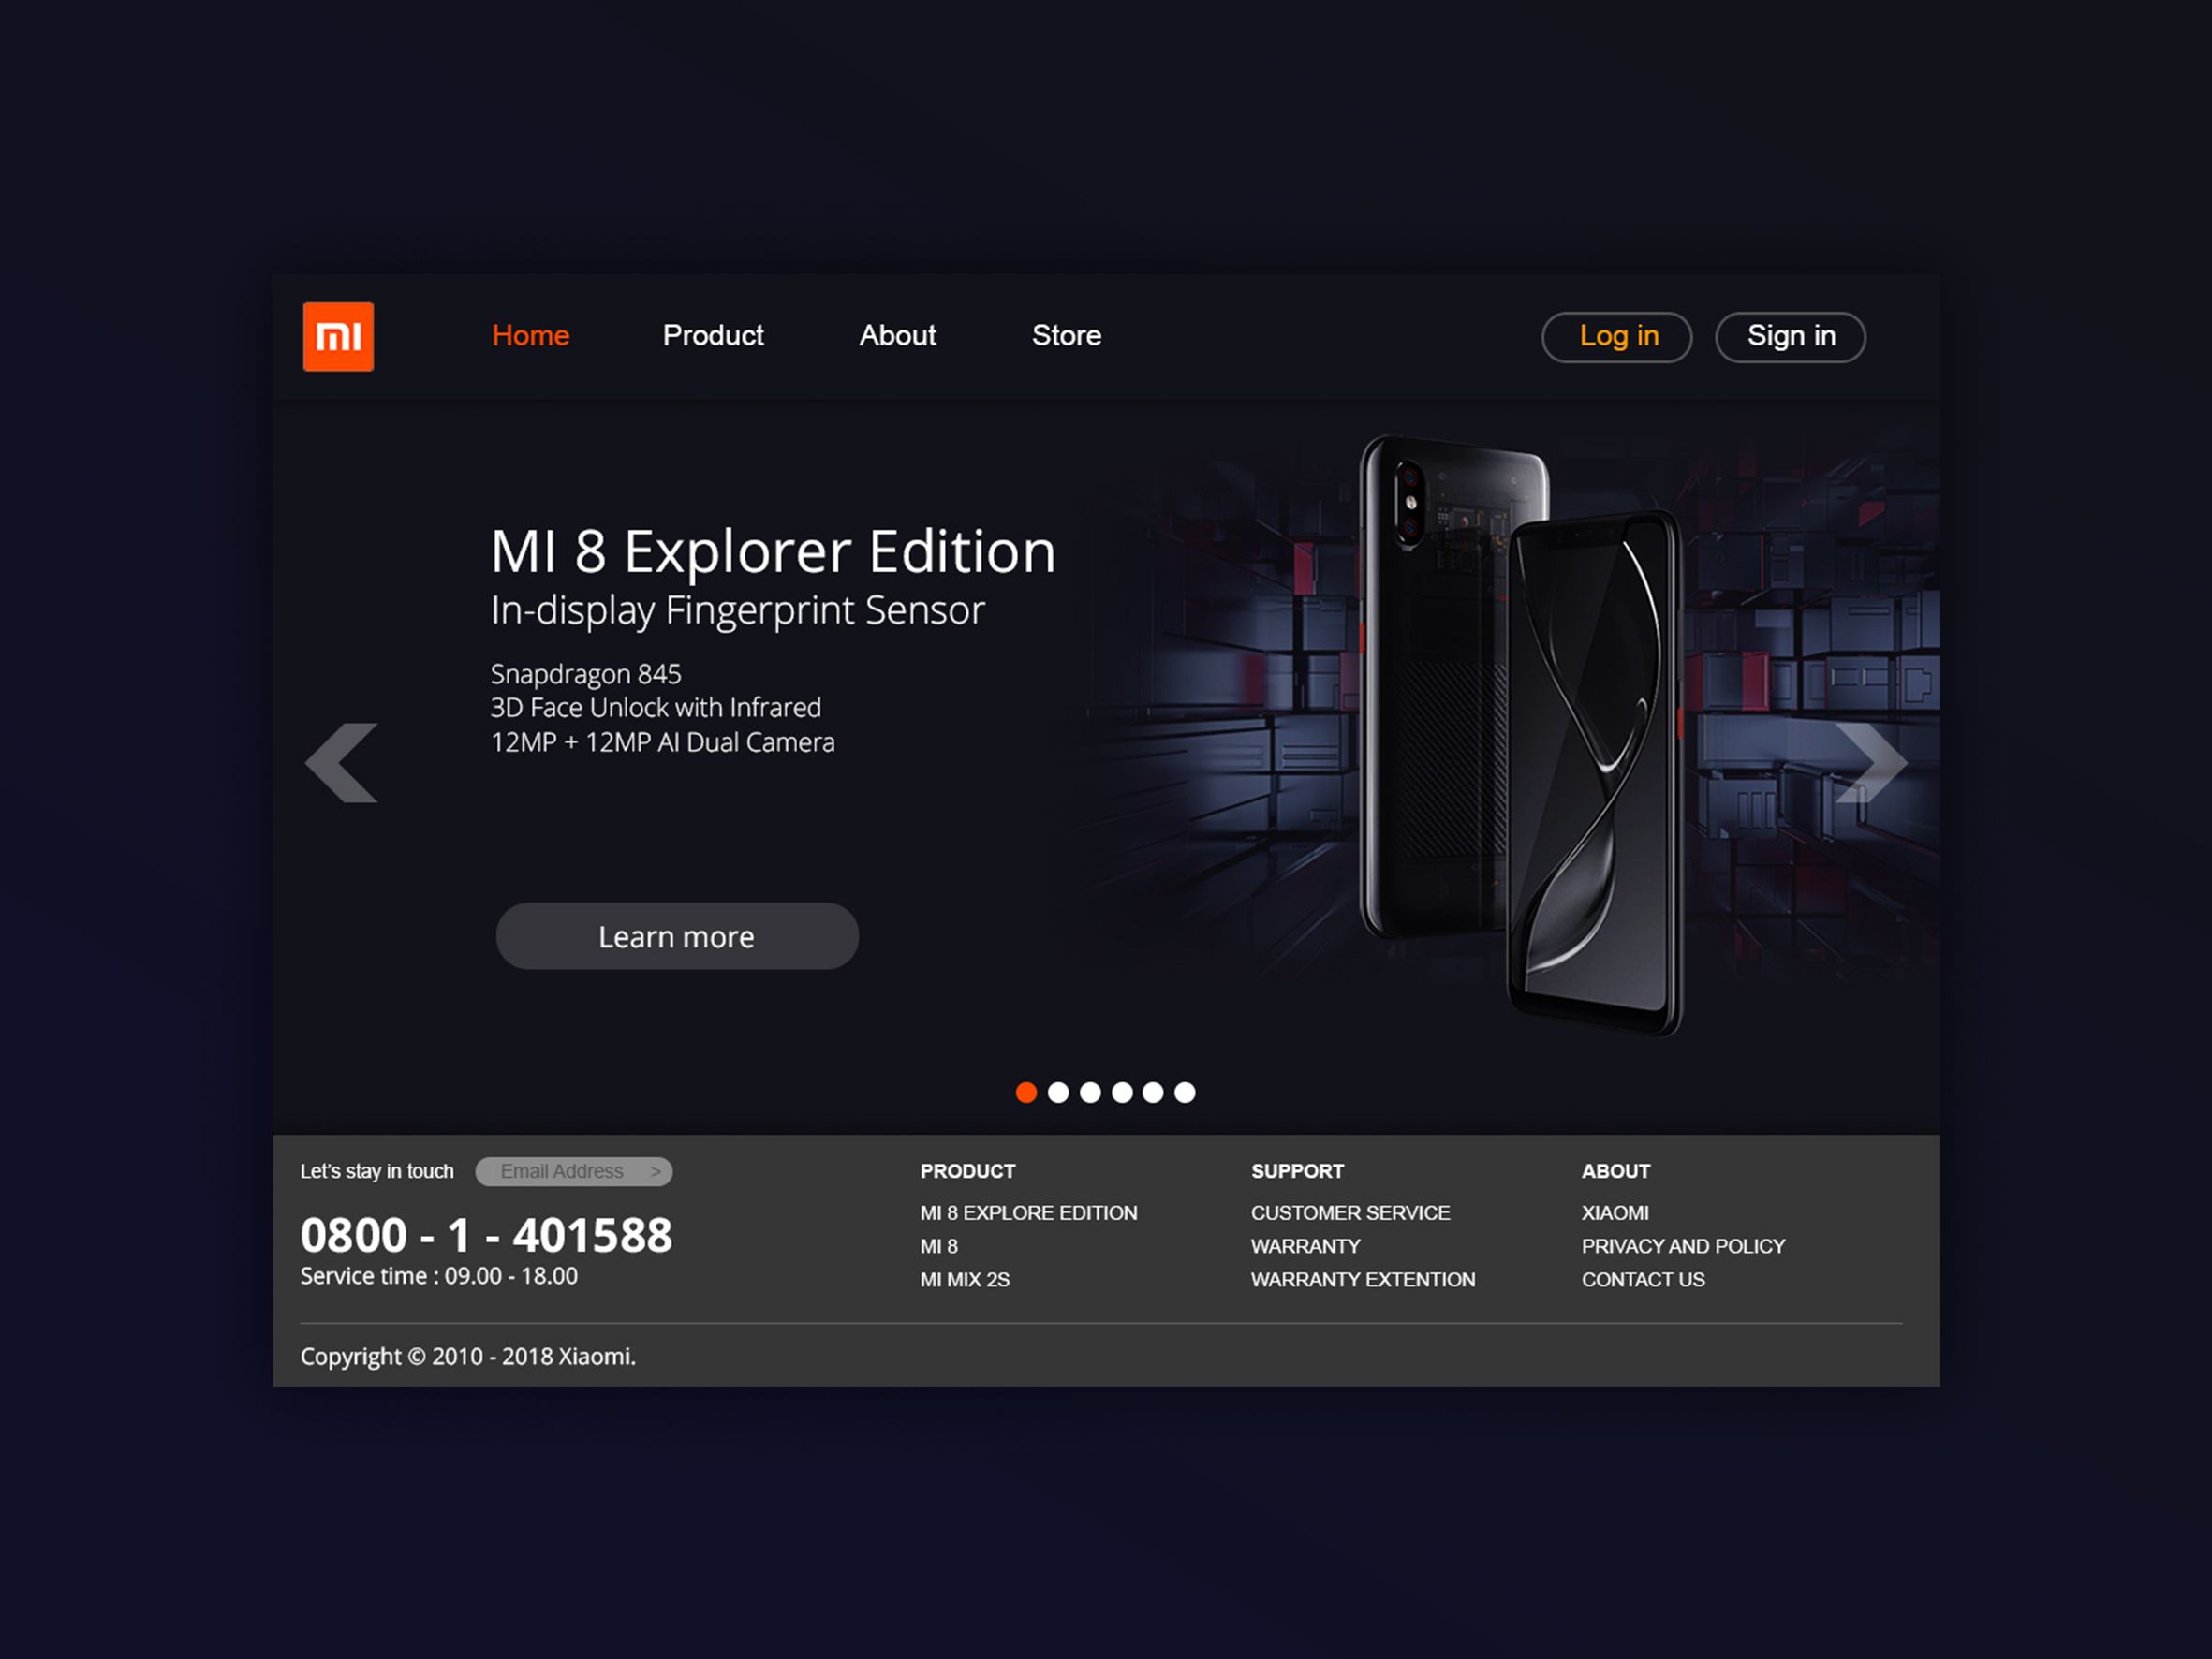 mi
Home Product About Store Log in Sign in
MI 8 Explorer Edition
In-display Fingerprint Sensor
Snapdragon 845
3D Face Unlock with Infrared
12MP + 12MP AI Dual Camera
Learn more
Let's stay in touch Email Address >
0800 - 1 - 401588
Service time : 09.00 - 18.00
PRODUCT
MI 8 EXPLORE EDITION
MI 8
MI MIX 2S
SUPPORT
CUSTOMER SERVICE
WARRANTY
WARRANTY EXTENTION
ABOUT
XIAOMI
PRIVACY AND POLICY
CONTACT US
Copyright © 2010 - 2018 Xiaomi.